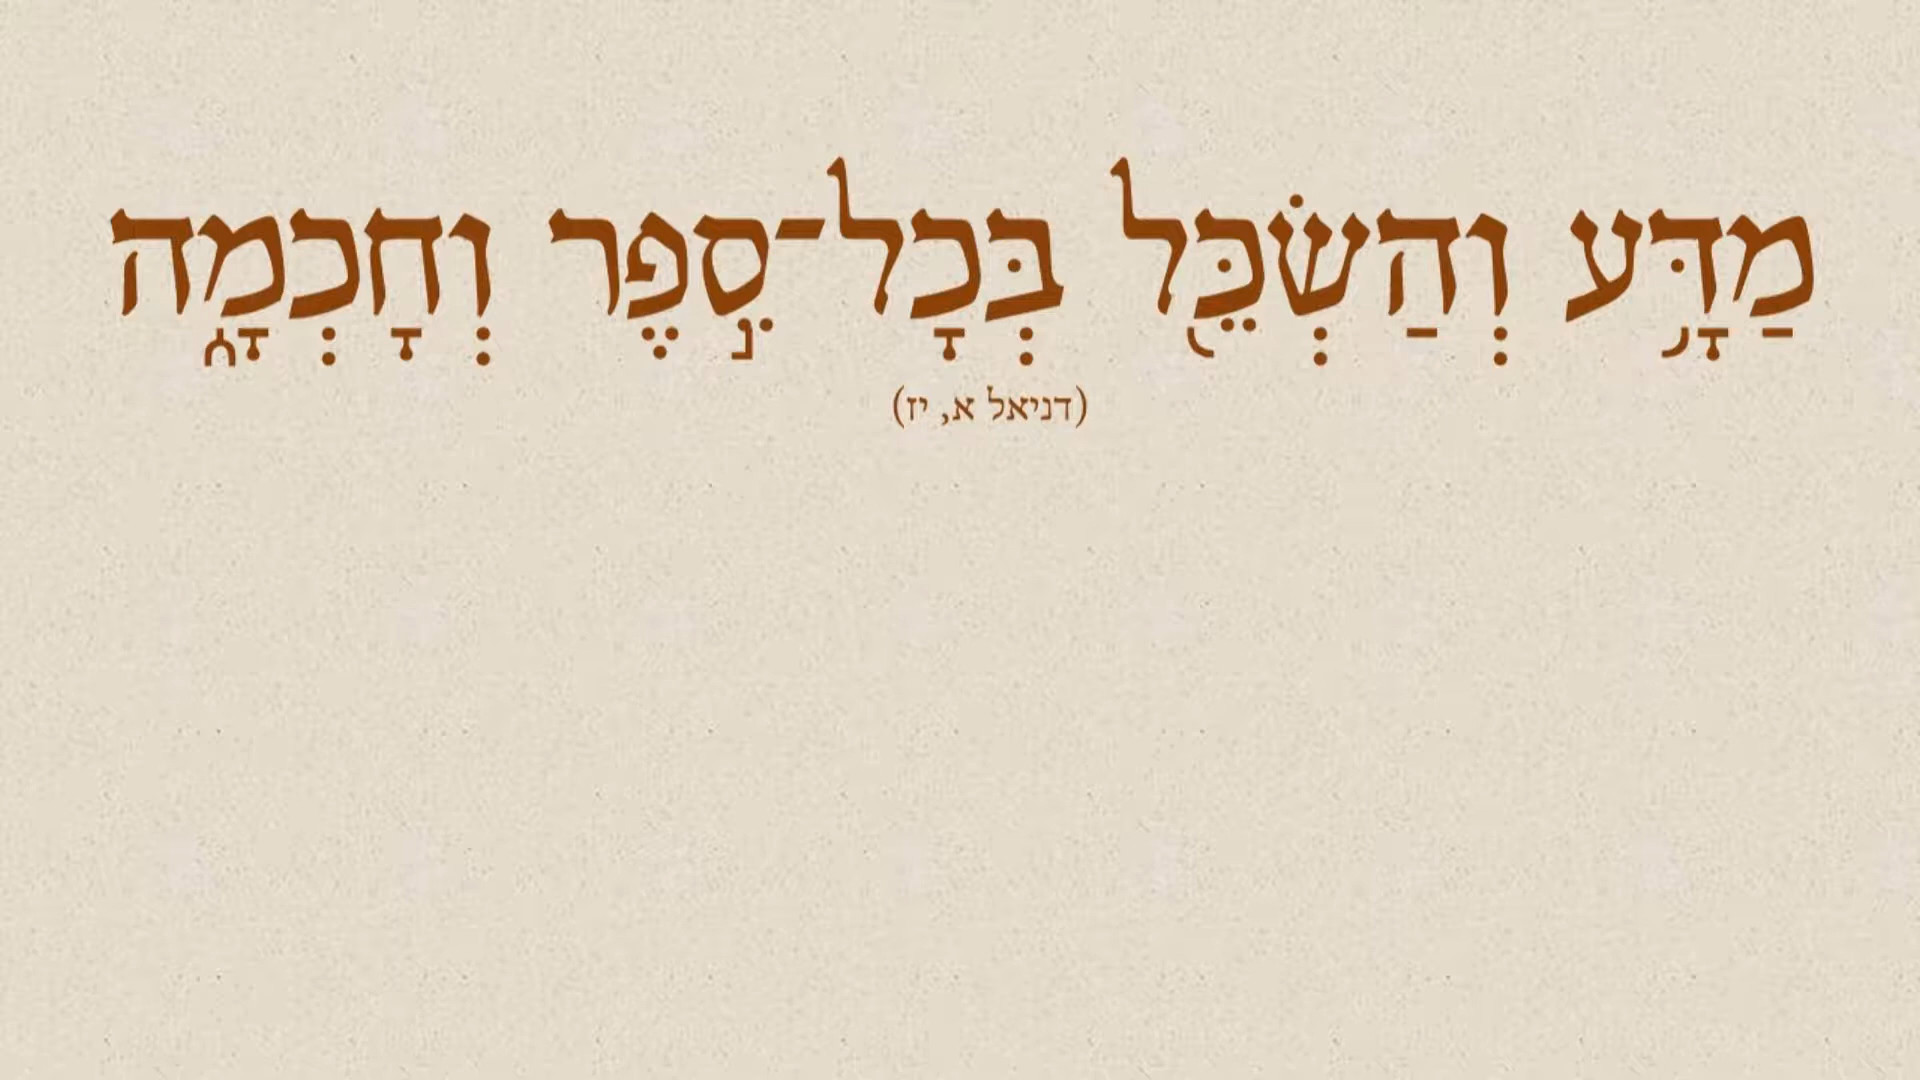 מַדָּ֥ע וְהַשְׂכֵּ֖ל בְּכָל־סֵ֣פֶר וְחָכְמָ֑ה
(דניאל א, יז)